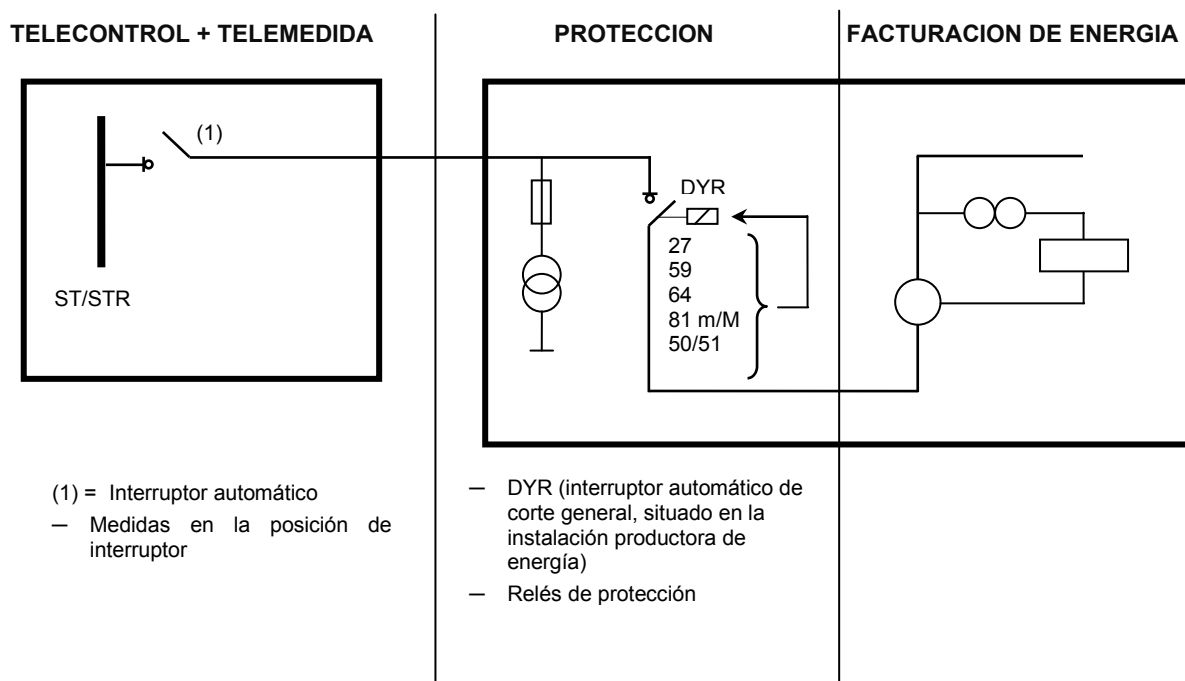 TELECONTROL + TELEMEDIDA
PROTECCION
FACTURACION DE ENERGIA
(1)
ST/STR
DYR
27
59
64
81 m/M
50/51
(1) = Interruptor automático
— Medidas en la posición de
interruptor
— DYR (interruptor automático de
corte general, situado en la
instalación productora de
energía)
— Relés de protección